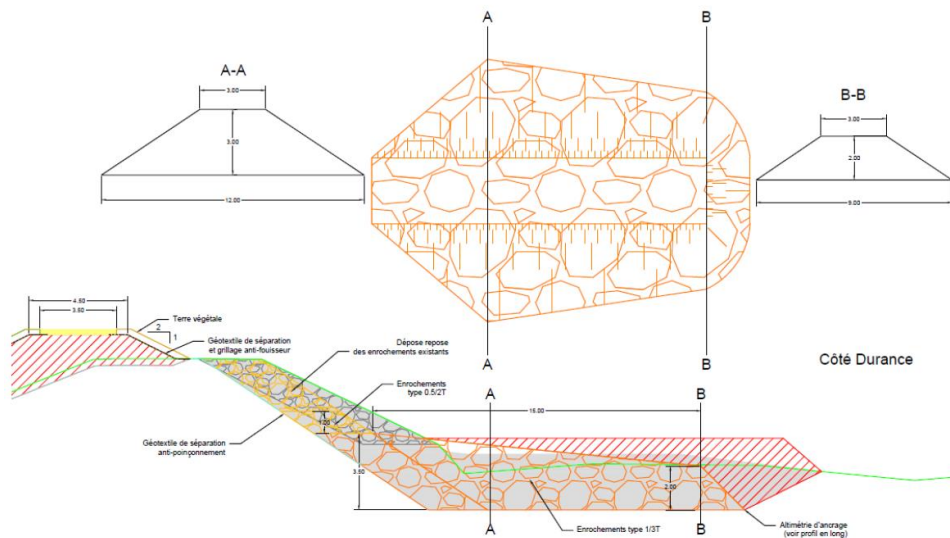 A
B
A-A
3.00
3.00
12.00
B-B
3.00
2.00
9.00
4.50
3.50
Terre végétale
2
1
Géotextile de séparation
et grillage anti-fouisseur
Dépose repose
des enrochements existants
Enrochements
type 0.5/2T
A
B
Côté Durance
A
B
15.00
1.00
Géotextile de séparation
anti-poinçonnement
3.50
2.00
A
B
Enrochements type 1/3T
Altimétrie d'ancrage
(voir profil en long)